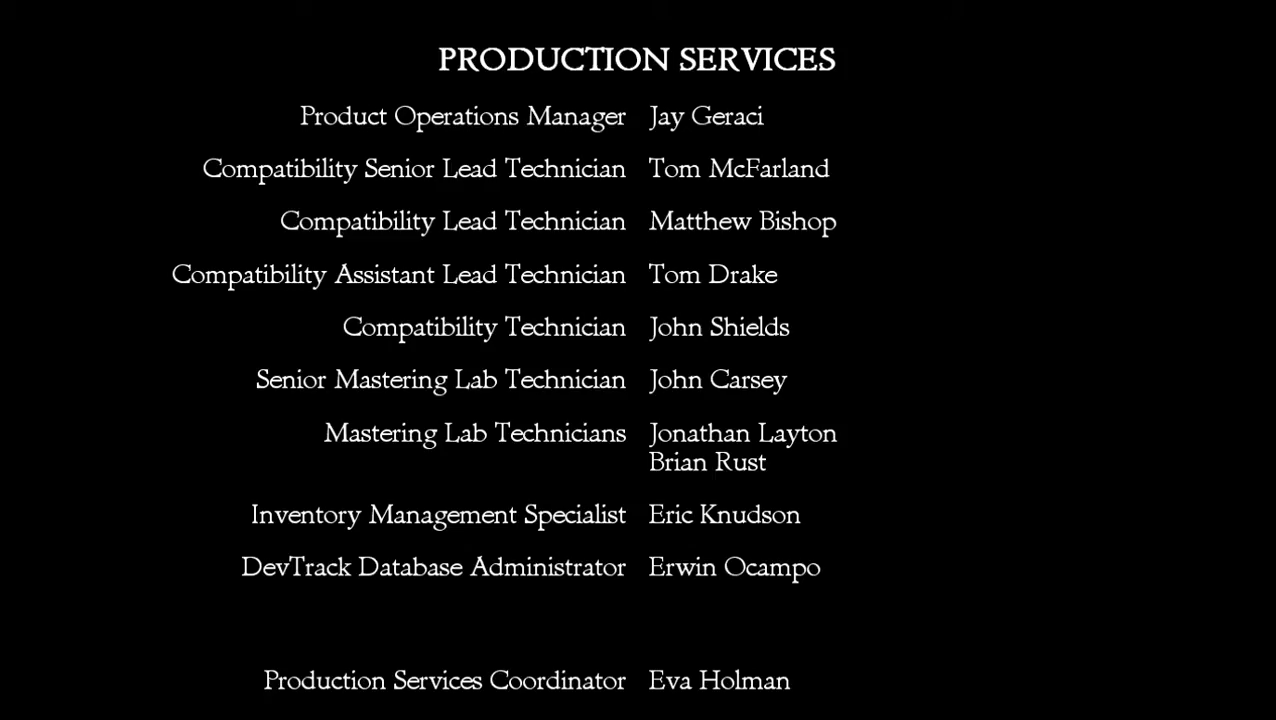 PRODUCTION SERVICES
Product Operations Manager Jay Geraci
Compatibility Senior Lead Technician Tom McFarland
Compatibility Lead Technician Matthew Bishop
Compatibility Assistant Lead Technician Tom Drake
Compatibility Technician John Shields
Senior Mastering Lab Technician John Carsey
Mastering Lab Technicians Jonathan Layton
Brian Rust
Inventory Management Specialist Eric Knudson
DevTrack Database Administrator Erwin Ocampo
Production Services Coordinator Eva Holman